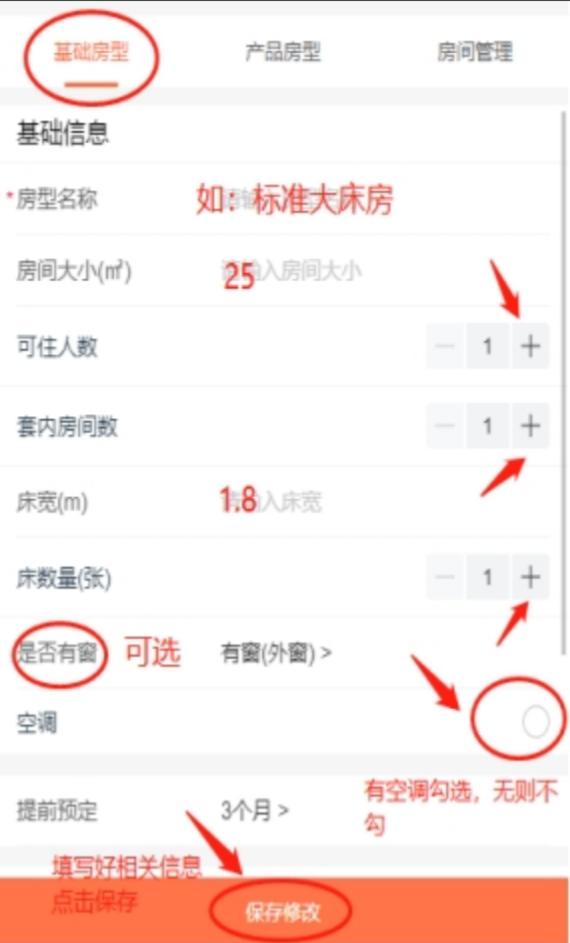 基础房型 产品房型 房间管理
基础信息
*房型名称 如：标准大床房
房间大小(㎡) 25 请输入房间大小
可住人数 － 1 ＋
套内房间数 － 1 ＋
床宽(m) 1.8 请输入床宽
床数量(张) － 1 ＋
是否有窗 可选 有窗(外窗) >
空调
提前预定 3个月 >
有空调勾选，无则不
勾
填写好相关信息
点击保存
保存修改